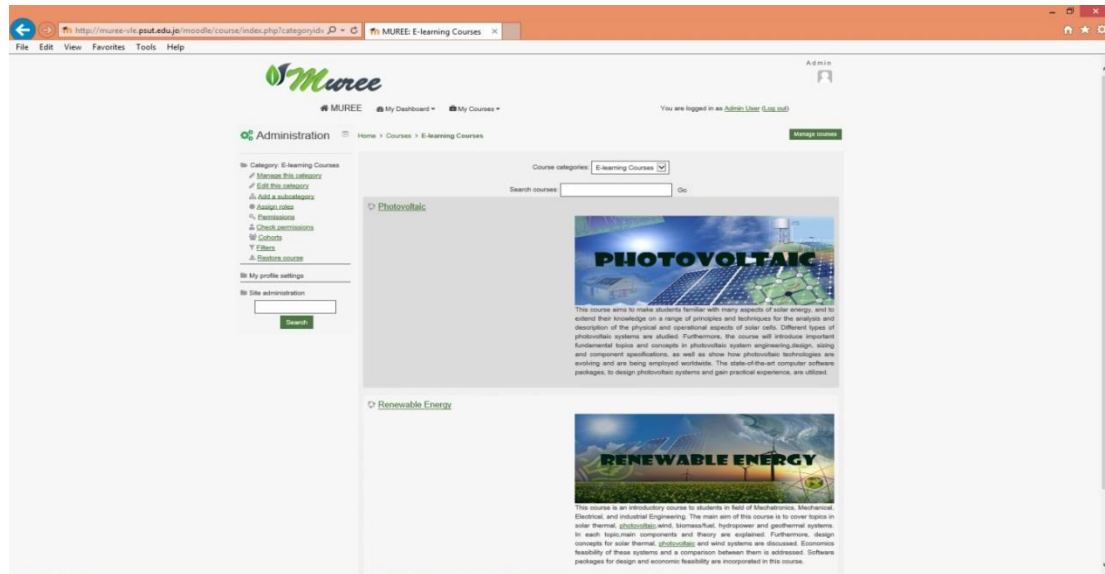 http://muree-vle.psut.edu.jo/moodle/course/index.php?categoryid=
MUREE: E-learning Courses
File Edit View Favorites Tools Help
Muree
Admin
MUREE My Dashboard My Courses
You are logged in as Admin User (Log out)
Administration
Home › Courses › E-learning Courses
Manage courses
Category: E-learning Courses
Manage this category
Edit this category
Add a subcategory
Assign roles
Permissions
Check permissions
Cohorts
Filters
Restore course
My profile settings
Site administration
Search
Course categories: E-learning Courses
Search courses: Go
Photovoltaic
PHOTOVOLTAIC
This course aims to make students familiar with many aspects of solar energy, and to
extend their knowledge on a range of principles and techniques for the analysis and
description of the physical and operational aspects of solar cells. Different types of
photovoltaic systems are studied. Furthermore, the course will introduce important
fundamental topics and concepts in photovoltaic system engineering,design, sizing
and component specifications, as well as show how photovoltaic technologies are
evolving and are being employed worldwide. The state-of-the-art computer software
packages, to design photovoltaic systems and gain practical experience, are utilized.
Renewable Energy
RENEWABLE ENERGY
This course is an introductory course to students in field of Mechatronics, Mechanical,
Electrical, and industrial Engineering. The main aim of this course is to cover topics in
solar thermal, photovoltaic,wind, biomass/fuel, hydropower and geothermal systems.
In each topic,main components and theory are explained. Furthermore, design
concepts for solar thermal, photovoltaic and wind systems are discussed. Economics
feasibility of these systems and a comparison between them is addressed. Software
packages for design and economic feasibility are incorporated in this course.